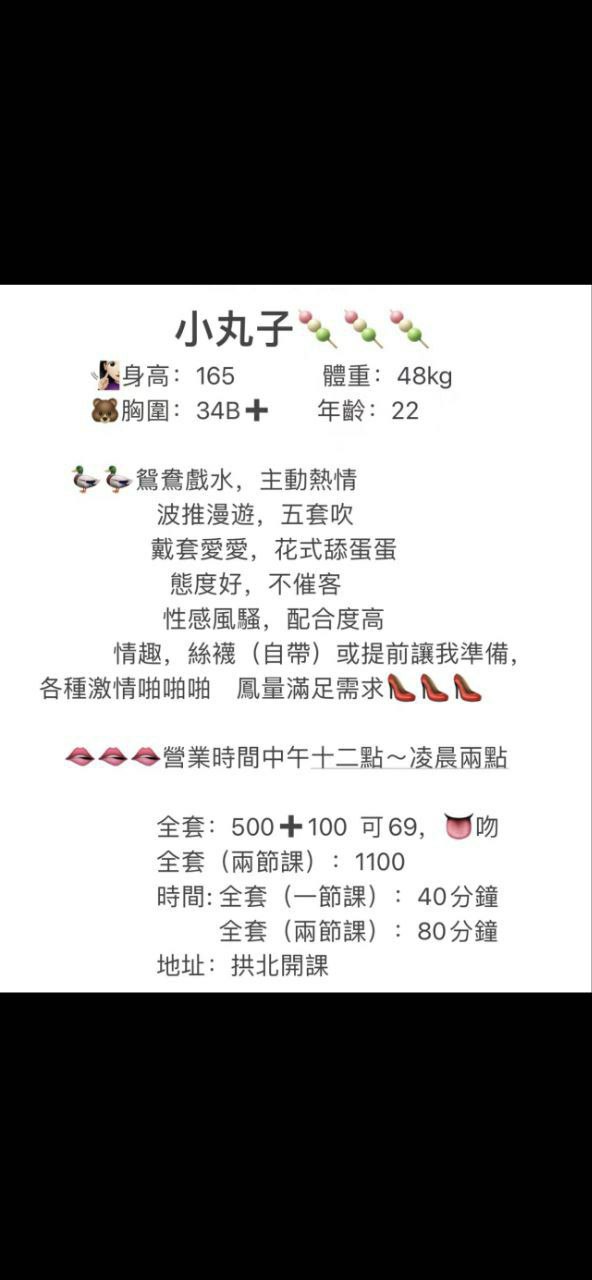 小丸子🍡🍡🍡
身高：165 體重：48kg
🐻胸圍：34B➕ 年齡：22
🦆🦆鴛鴦戲水，主動熱情
波推漫遊，五套吹
戴套愛愛，花式舔蛋蛋
態度好，不催客
性感風騷，配合度高
情趣，絲襪（自帶）或提前讓我準備，
各種激情啪啪啪 鳳量滿足需求👠👠👠
👄👄👄營業時間中午十二點～凌晨兩點
全套：500➕100 可69，👅吻
全套（兩節課）：1100
時間: 全套（一節課）：40分鐘
全套（兩節課）：80分鐘
地址：拱北開課